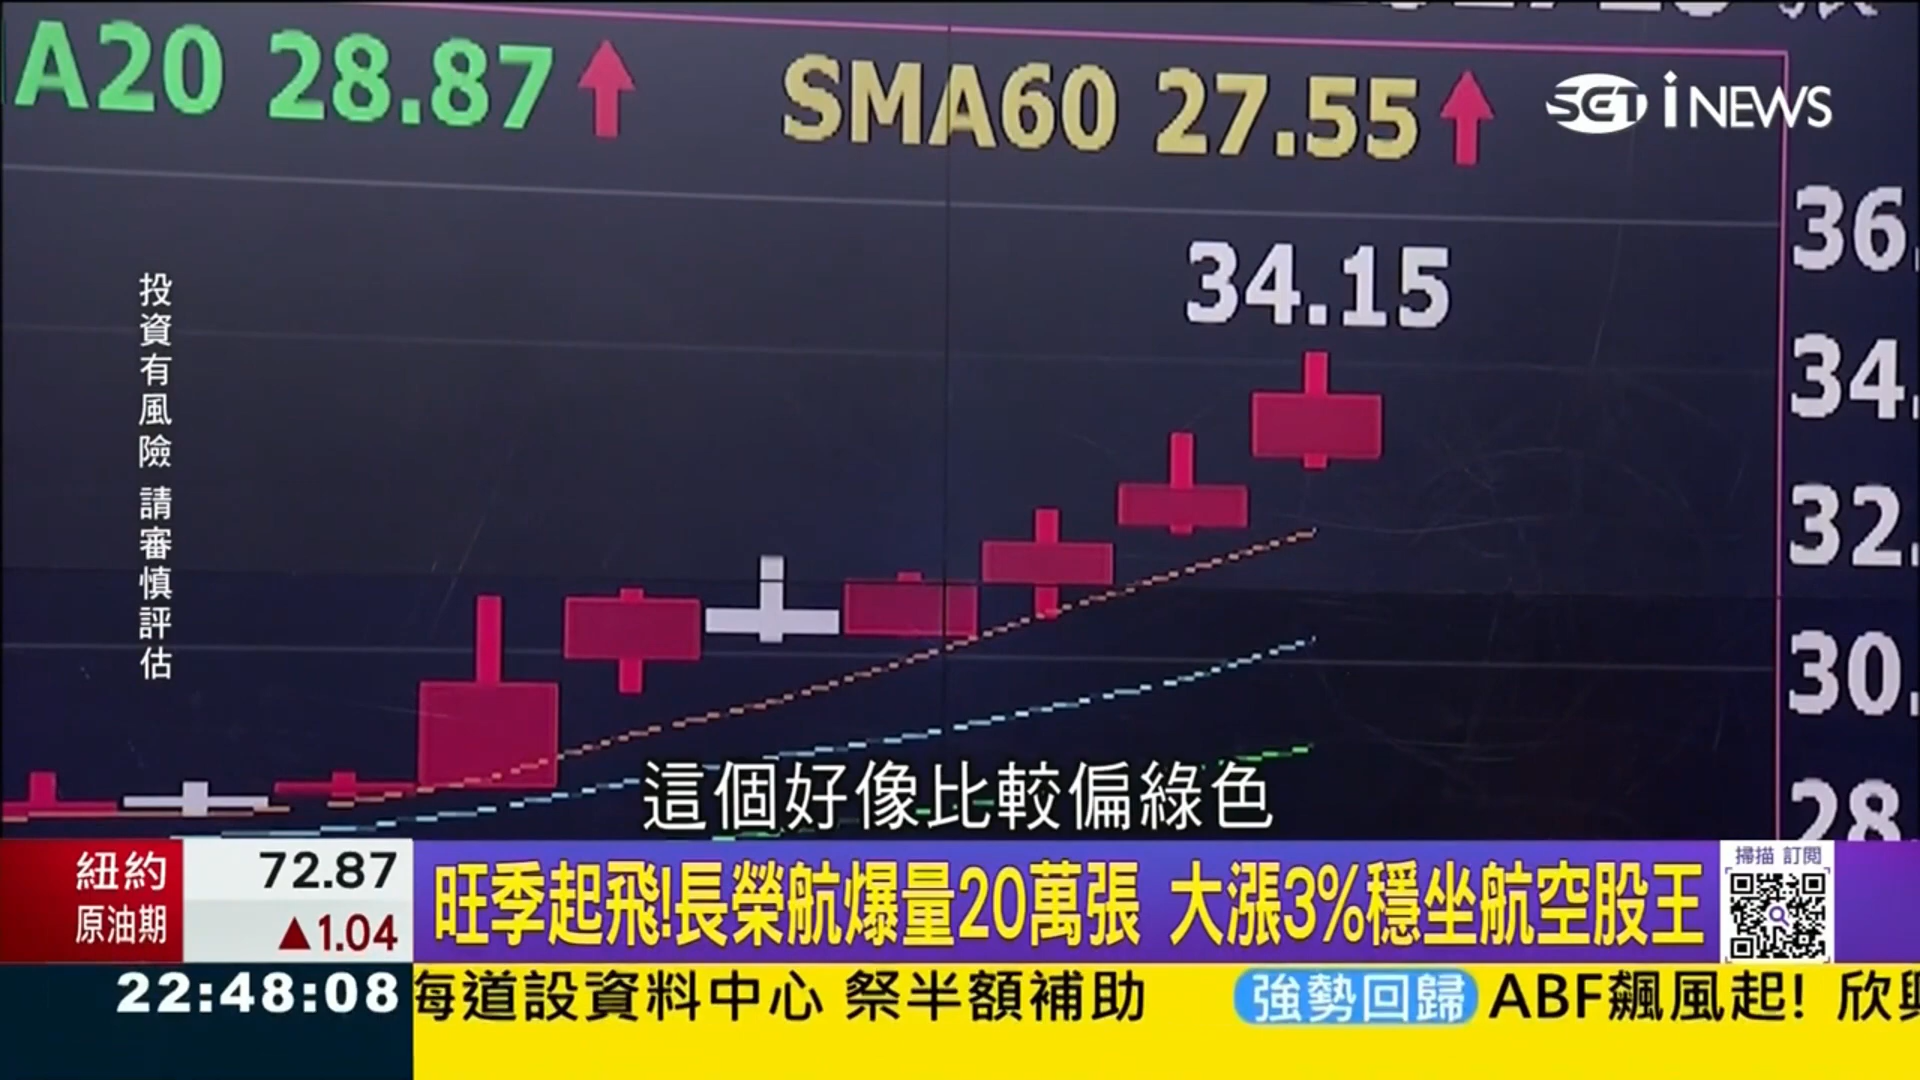 A20 28.87
SMA60 27.55
SET iNEWS
34.15
36.
34.
32.
30.
28.
投資有風險 請審慎評估
這個好像比較偏綠色
紐約
原油期
72.87
▲1.04
旺季起飛!長榮航爆量20萬張 大漲3%穩坐航空股王
掃描 訂閱
22:48:08
海道設資料中心 祭半額補助
強勢回歸 ABF飆風起! 欣興